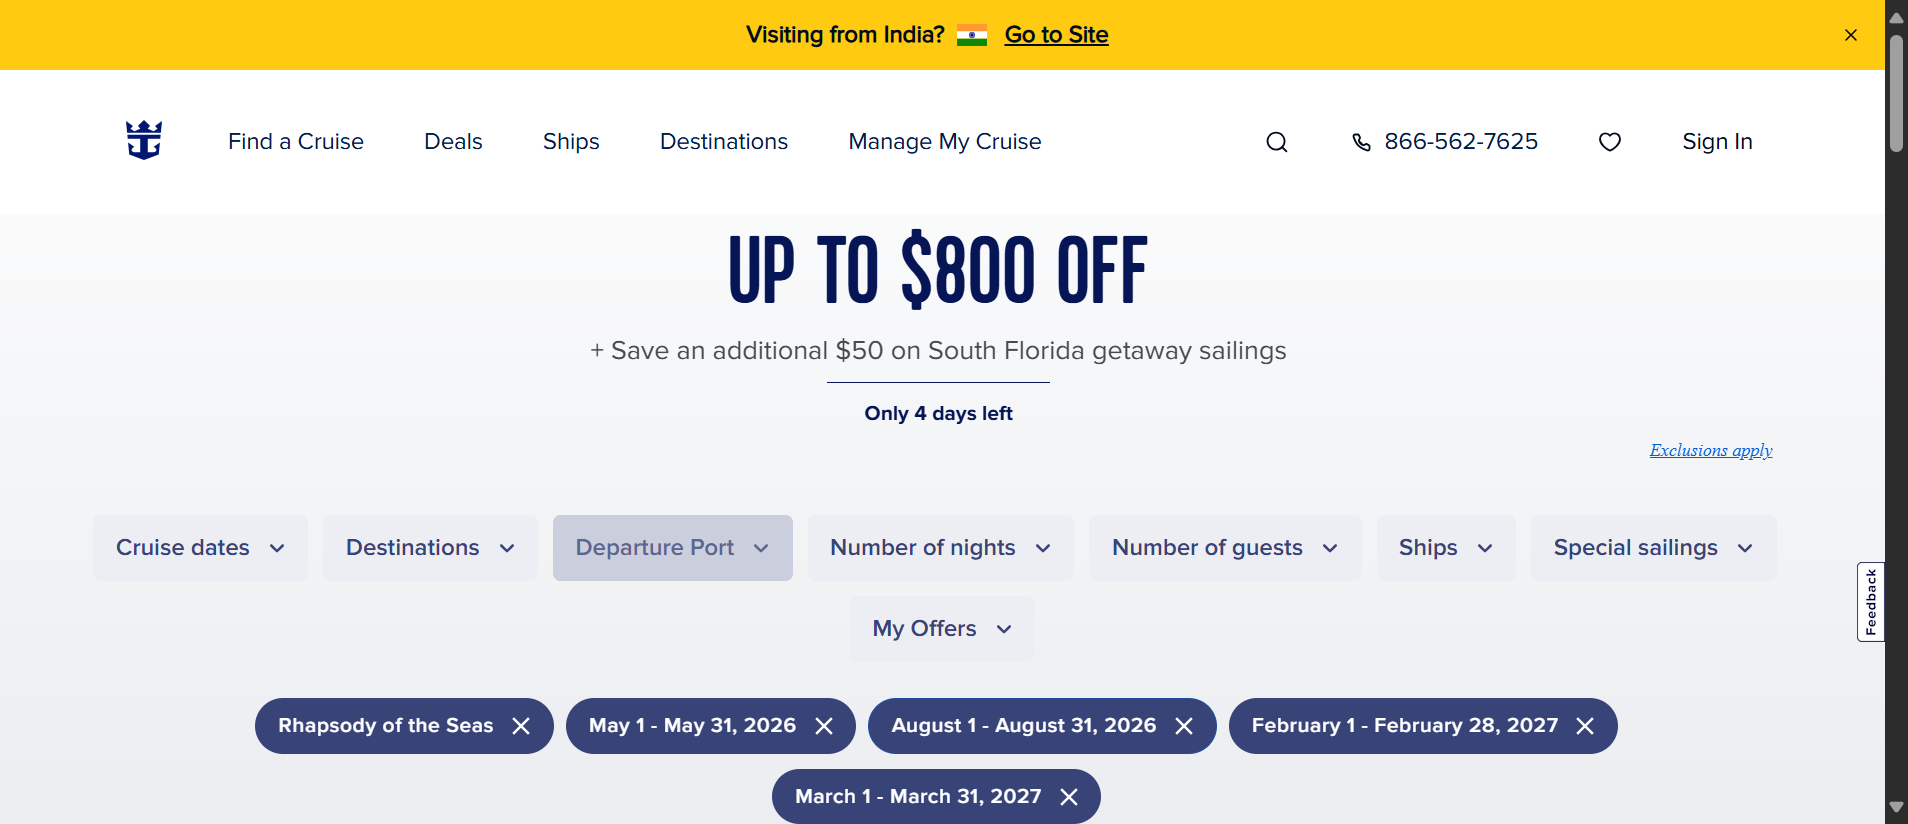 Visiting from India? Go to Site
Find a Cruise Deals Ships Destinations Manage My Cruise 866-562-7625 Sign In
UP TO $800 OFF
+ Save an additional $50 on South Florida getaway sailings
Only 4 days left
Exclusions apply
Cruise dates Destinations Departure Port Number of nights Number of guests Ships Special sailings
Feedback
My Offers
Rhapsody of the Seas May 1 - May 31, 2026 August 1 - August 31, 2026 February 1 - February 28, 2027
March 1 - March 31, 2027